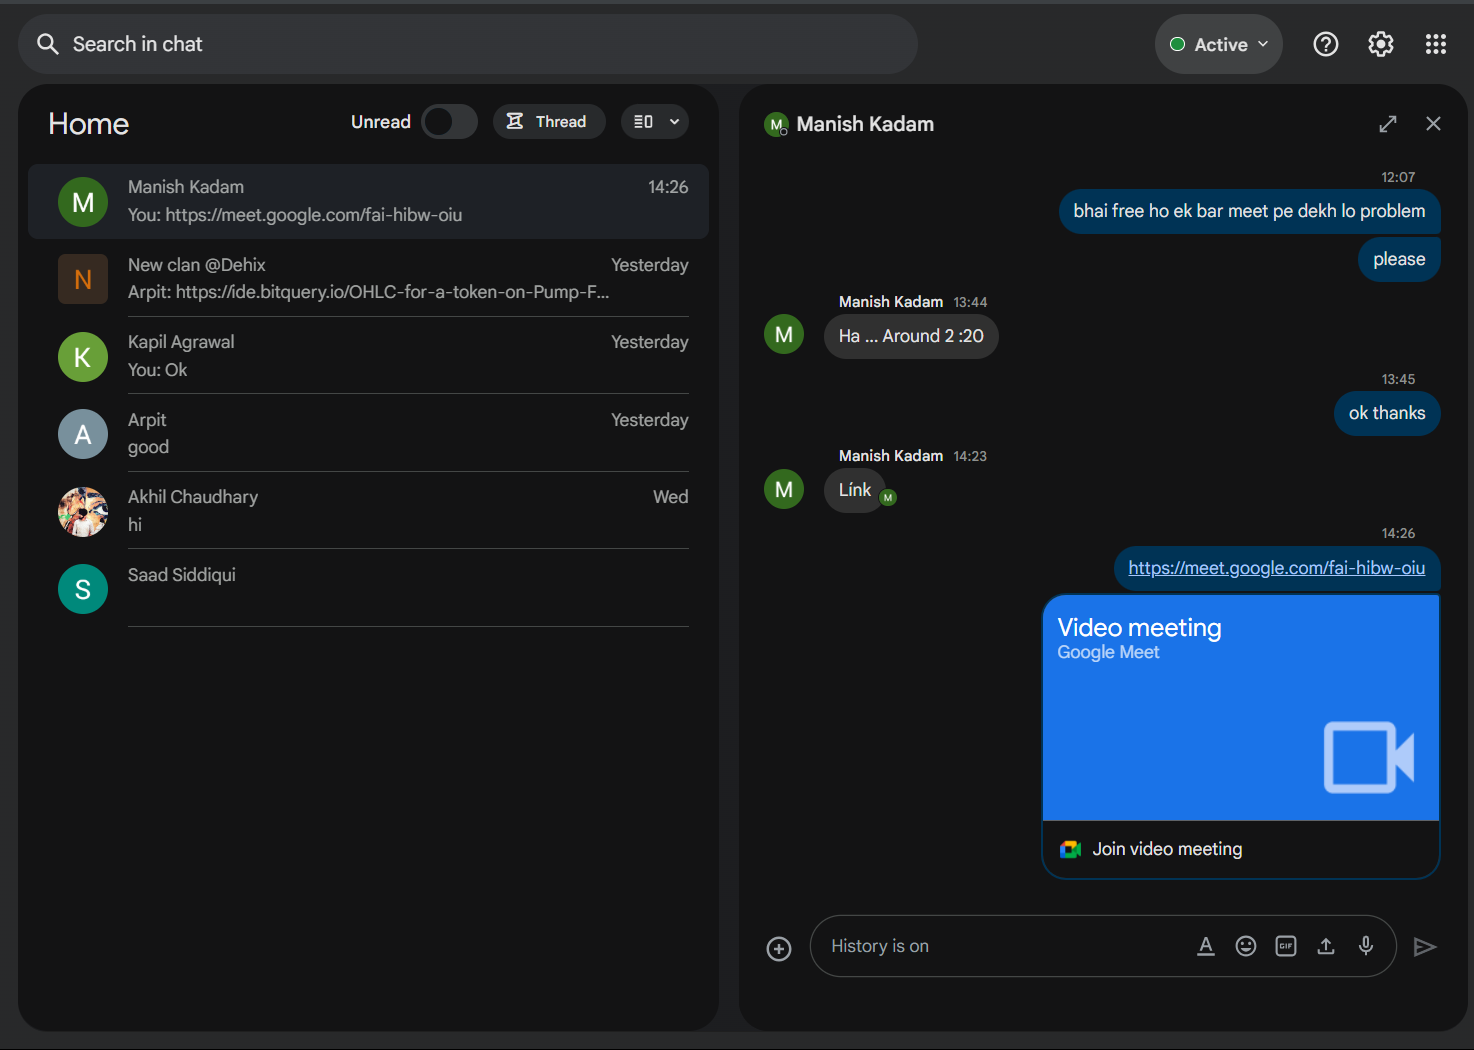 Search in chat
Active
Home
Unread
Thread
M
Manish Kadam
14:26
You: https://meet.google.com/fai-hibw-oiu
N
New clan @Dehix
Yesterday
Arpit: https://ide.bitquery.io/OHLC-for-a-token-on-Pump-F...
K
Kapil Agrawal
Yesterday
You: Ok
A
Arpit
Yesterday
good
Akhil Chaudhary
Wed
hi
S
Saad Siddiqui
M
Manish Kadam
12:07
bhai free ho ek bar meet pe dekh lo problem
please
Manish Kadam 13:44
M
Ha ... Around 2 :20
13:45
ok thanks
Manish Kadam 14:23
M
Línk
M
14:26
https://meet.google.com/fai-hibw-oiu
Video meeting
Google Meet
Join video meeting
History is on
A
GIF